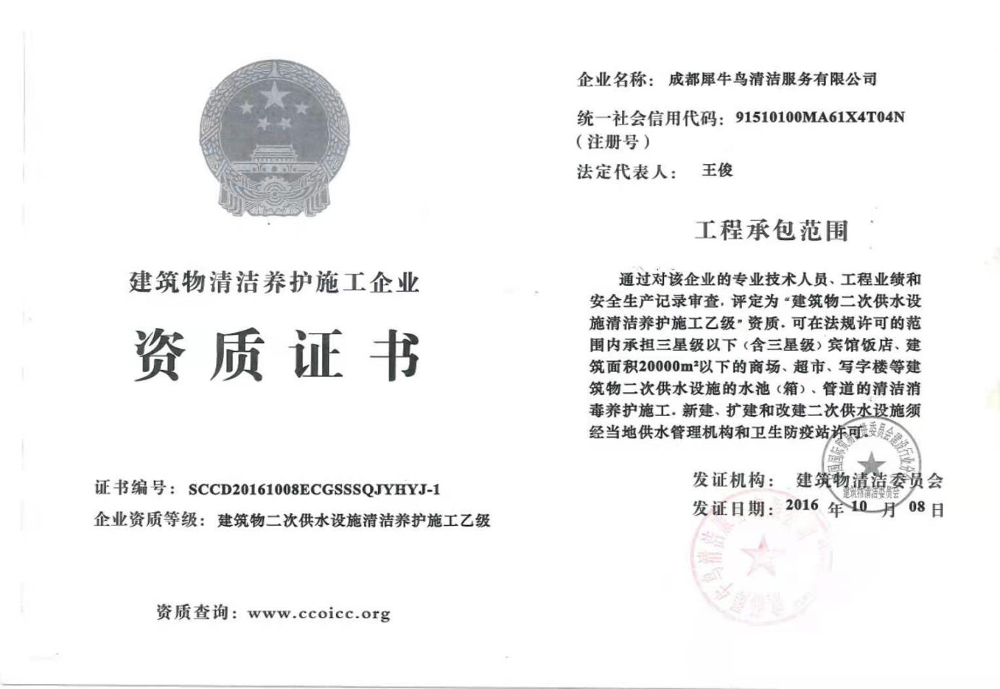 建筑物清洁养护施工企业
资质证书
证书编号：SCCD20161008ECGSSSQJYHYJ-1
企业资质等级：建筑物二次供水设施清洁养护施工乙级
资质查询：www.ccoicc.org
企业名称：成都犀牛鸟清洁服务有限公司
统一社会信用代码：91510100MA61X4T04N
（注册号）
法定代表人：王俊
工程承包范围
通过对该企业的专业技术人员、工程业绩和
安全生产记录审查，评定为“建筑物二次供水设
施清洁养护施工乙级”资质．可在法规许可的范
围内承担三星级以下（含三星级）宾馆饭店、建
筑面积20000m²以下的商场、超市、写字楼等建
筑物二次供水设施的水池（箱）、管道的清洁消
毒养护施工．新建、扩建和改建二次供水设施须
经当地供水管理机构和卫生防疫站许可。
发证机构：建筑物清洁委员会
发证日期：2016年10月08日
建筑物清洁委员会